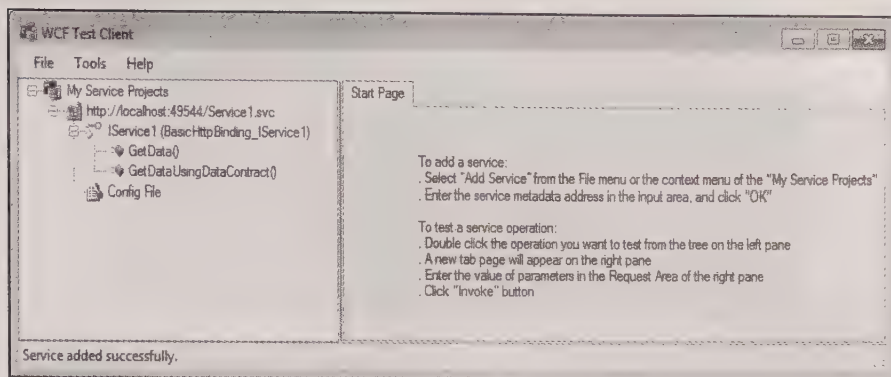 WCF Test Client
File Tools Help
My Service Projects
http://localhost:49544/Service1.svc
IService1 (BasicHttpBinding_IService1)
GetData()
GetDataUsingDataContract()
Config File
Start Page
To add a service:
. Select "Add Service" from the File menu or the context menu of the "My Service Projects"
. Enter the service metadata address in the input area, and click "OK"
To test a service operation:
. Double click the operation you want to test from the tree on the left pane
. A new tab page will appear on the right pane
. Enter the value of parameters in the Request Area of the right pane
. Click "Invoke" button
Service added successfully.